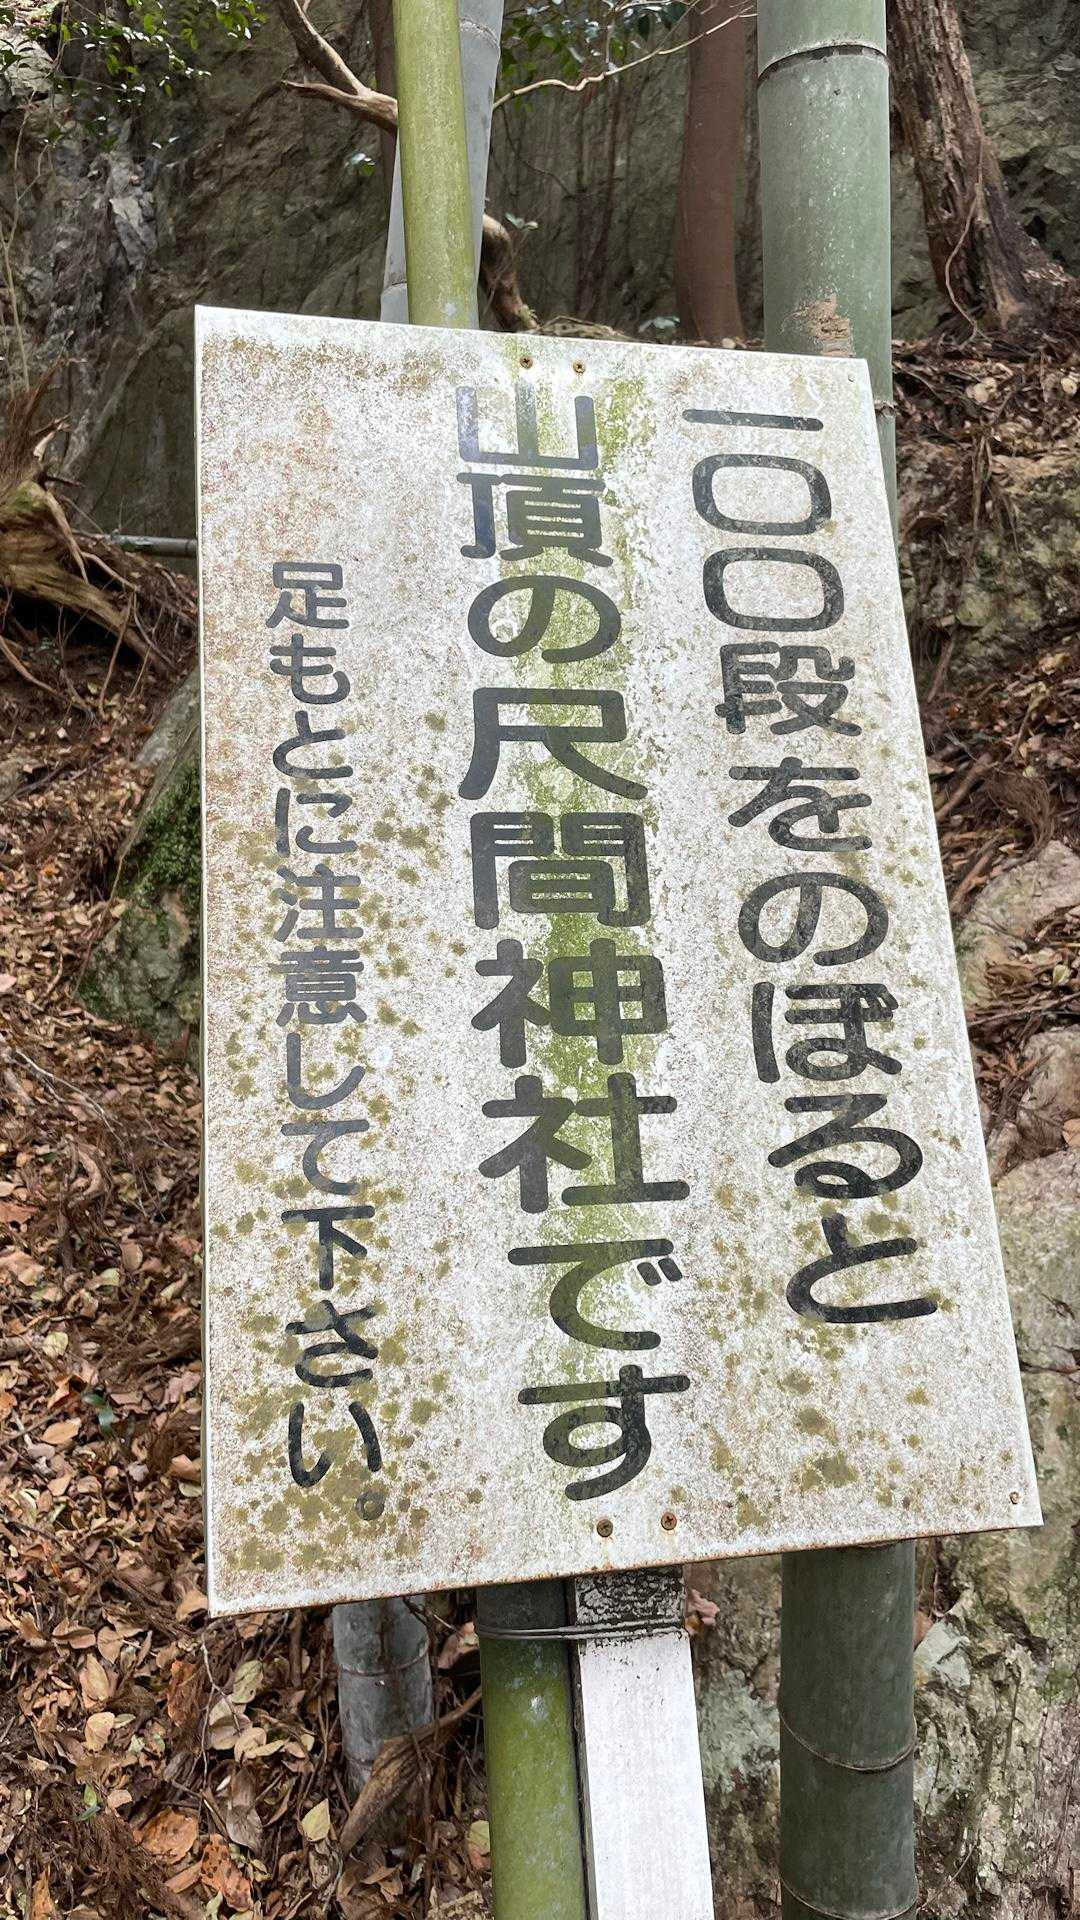 一〇〇段をのぼると
山頂の尺間神社です
足もとに注意して下さい。